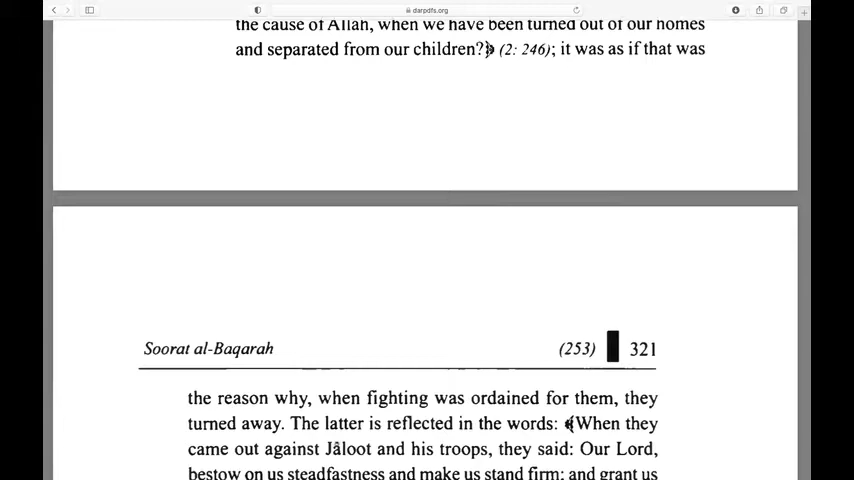 darpdfs.org
the cause of Allah, when we have been turned out of our homes
and separated from our children?﴾ (2: 246); it was as if that was
Soorat al-Baqarah (253) 321
the reason why, when fighting was ordained for them, they
turned away. The latter is reflected in the words: ﴿When they
came out against Jâloot and his troops, they said: Our Lord,
bestow on us steadfastness and make us stand firm; and grant us